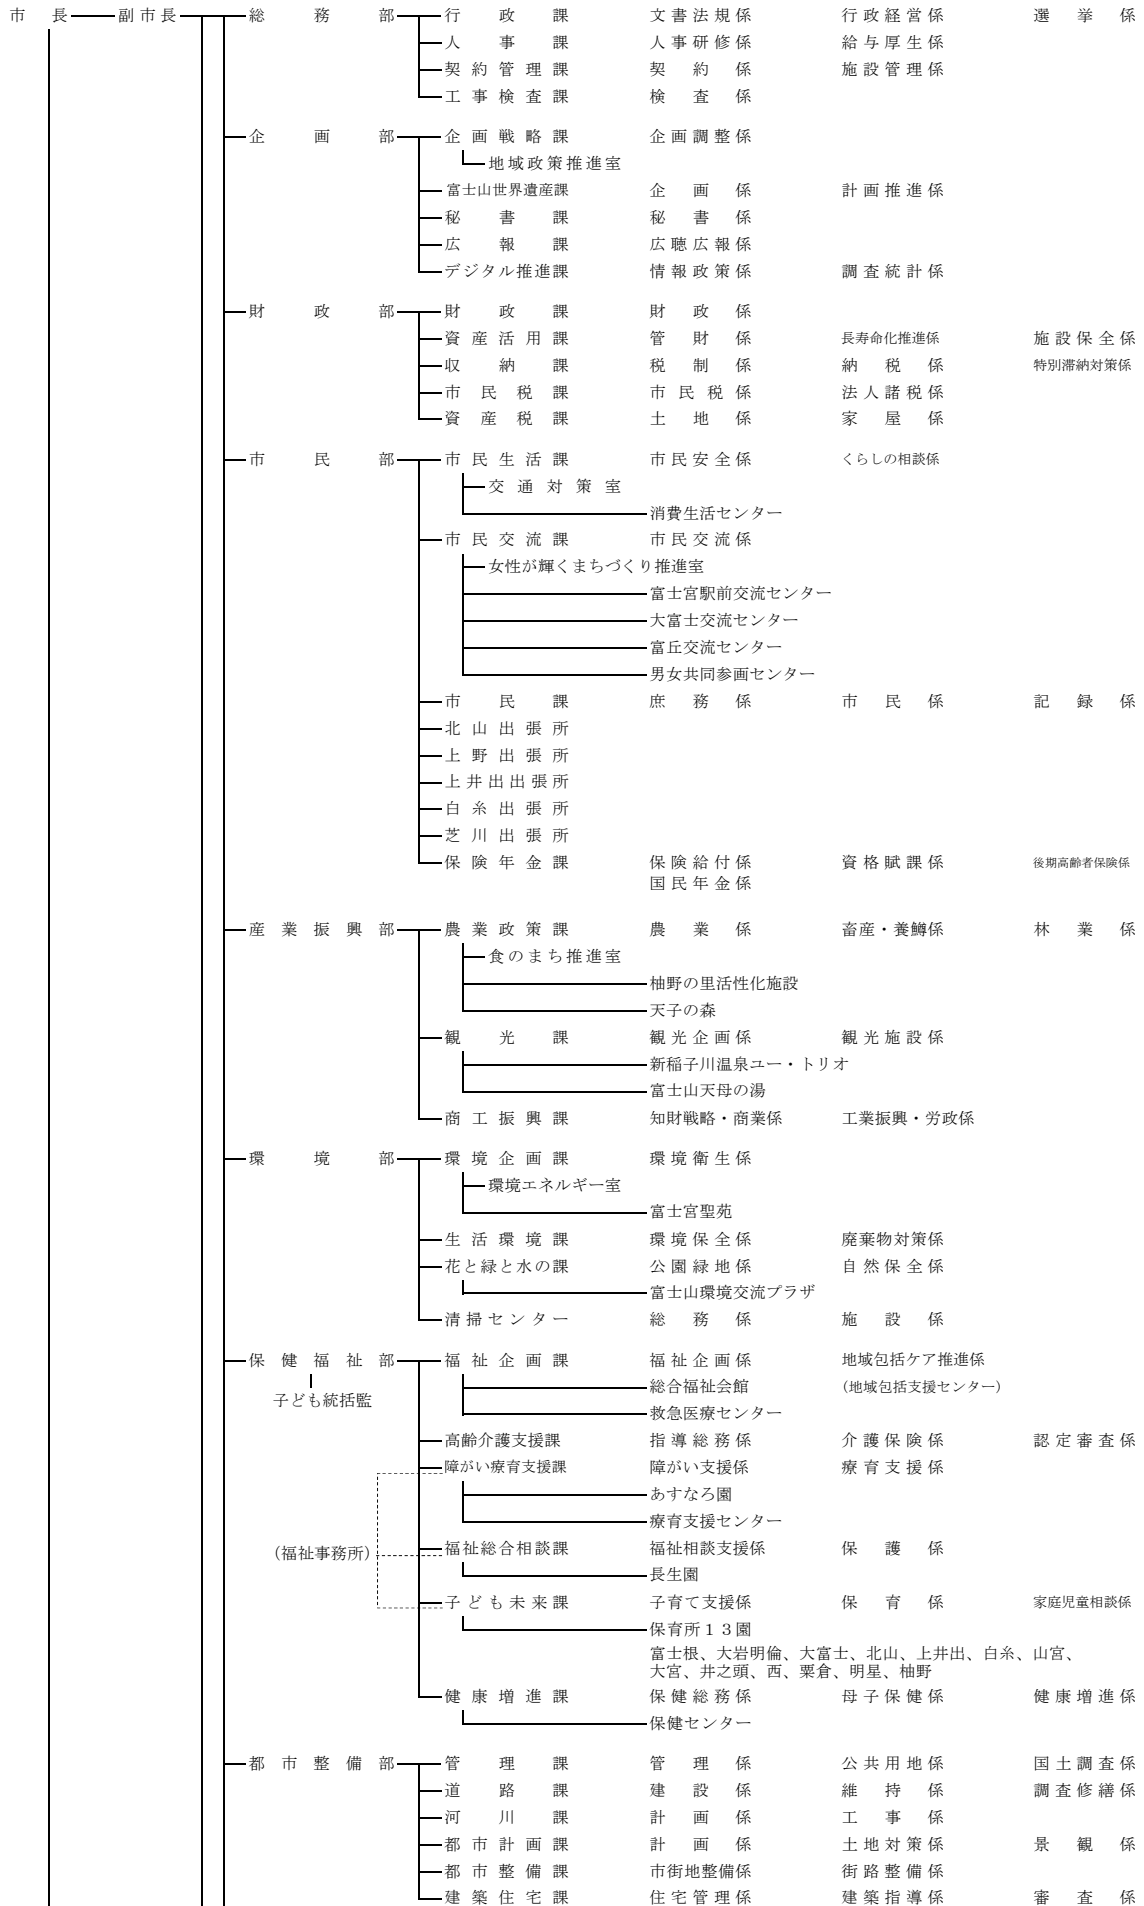 市長 副市長 総務部 行政課 文書法規係 行政経営係 選挙係
人事課 人事研修係 給与厚生係
契約管理課 契約係 施設管理係
工事検査課 検査係
企画部 企画戦略課 企画調整係
地域政策推進室
富士山世界遺産課 企画係 計画推進係
秘書課 秘書係
広報課 広聴広報係
デジタル推進課 情報政策係 調査統計係
財政部 財政課 財政係
資産活用課 管財係 長寿命化推進係 施設保全係
収納課 税制係 納税係 特別滞納対策係
市民税課 市民税係 法人諸税係
資産税課 土地係 家屋係
市民部 市民生活課 市民安全係 くらしの相談係
交通対策室
消費生活センター
市民交流課 市民交流係
女性が輝くまちづくり推進室
富士宮駅前交流センター
大富士交流センター
富丘交流センター
男女共同参画センター
市民課 庶務係 市民係 記録係
北山出張所
上野出張所
上井出出張所
白糸出張所
芝川出張所
保険年金課 保険給付係 資格賦課係 後期高齢者保険係
国民年金係
産業振興部 農業政策課 農業係 畜産・養鱒係 林業係
食のまち推進室
柚野の里活性化施設
天子の森
観光課 観光企画係 観光施設係
新稲子川温泉ユー・トリオ
富士山天母の湯
商工振興課 知財戦略・商業係 工業振興・労政係
環境部 環境企画課 環境衛生係
環境エネルギー室
富士宮聖苑
生活環境課 環境保全係 廃棄物対策係
花と緑と水の課 公園緑地係 自然保全係
富士山環境交流プラザ
清掃センター 総務係 施設係
保健福祉部 福祉企画課 福祉企画係 地域包括ケア推進係
総合福祉会館 (地域包括支援センター)
子ども統括監
救急医療センター
高齢介護支援課 指導総務係 介護保険係 認定審査係
障がい療育支援課 障がい支援係 療育支援係
あすなろ園
療育支援センター
(福祉事務所) 福祉総合相談課 福祉相談支援係 保護係
長生園
子ども未来課 子育て支援係 保育係 家庭児童相談係
保育所13園
富士根、大岩明倫、大富士、北山、上井出、白糸、山宮、
大宮、井之頭、西、粟倉、明星、柚野
健康増進課 保健総務係 母子保健係 健康増進係
保健センター
都市整備部 管理課 管理係 公共用地係 国土調査係
道路課 建設係 維持係 調査修繕係
河川課 計画係 工事係
都市計画課 計画係 土地対策係 景観係
都市整備課 市街地整備係 街路整備係
建築住宅課 住宅管理係 建築指導係 審査係